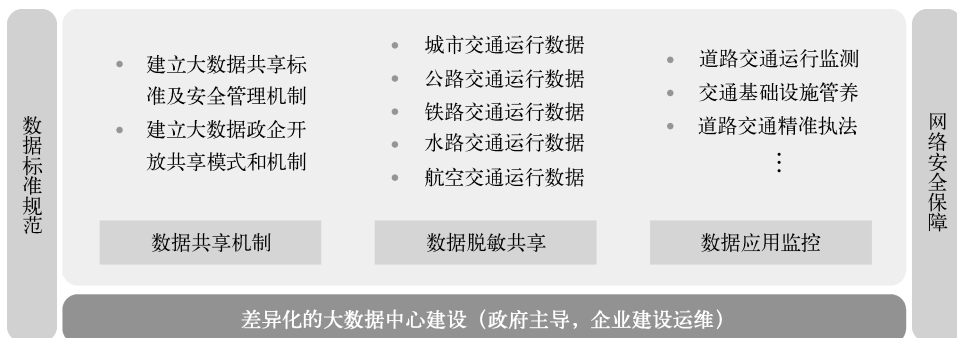 数据标准规范
建立大数据共享标
准及安全管理机制
建立大数据政企开
放共享模式和机制
数据共享机制
城市交通运行数据
公路交通运行数据
铁路交通运行数据
水路交通运行数据
航空交通运行数据
数据脱敏共享
道路交通运行监测
交通基础设施管养
道路交通精准执法
⋮
数据应用监控
网络安全保障
差异化的大数据中心建设（政府主导，企业建设运维）